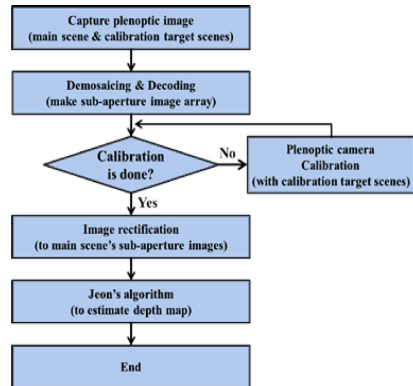 Capture plenoptic image
(main scene & calibration target scenes)
Demosaicing & Decoding
(make sub-aperture image array)
Calibration
is done?
No
Plenoptic camera
Calibration
(with calibration target scenes)
Yes
Image rectification
(to main scene's sub-aperture images)
Jeon's algorithm
(to estimate depth map)
End